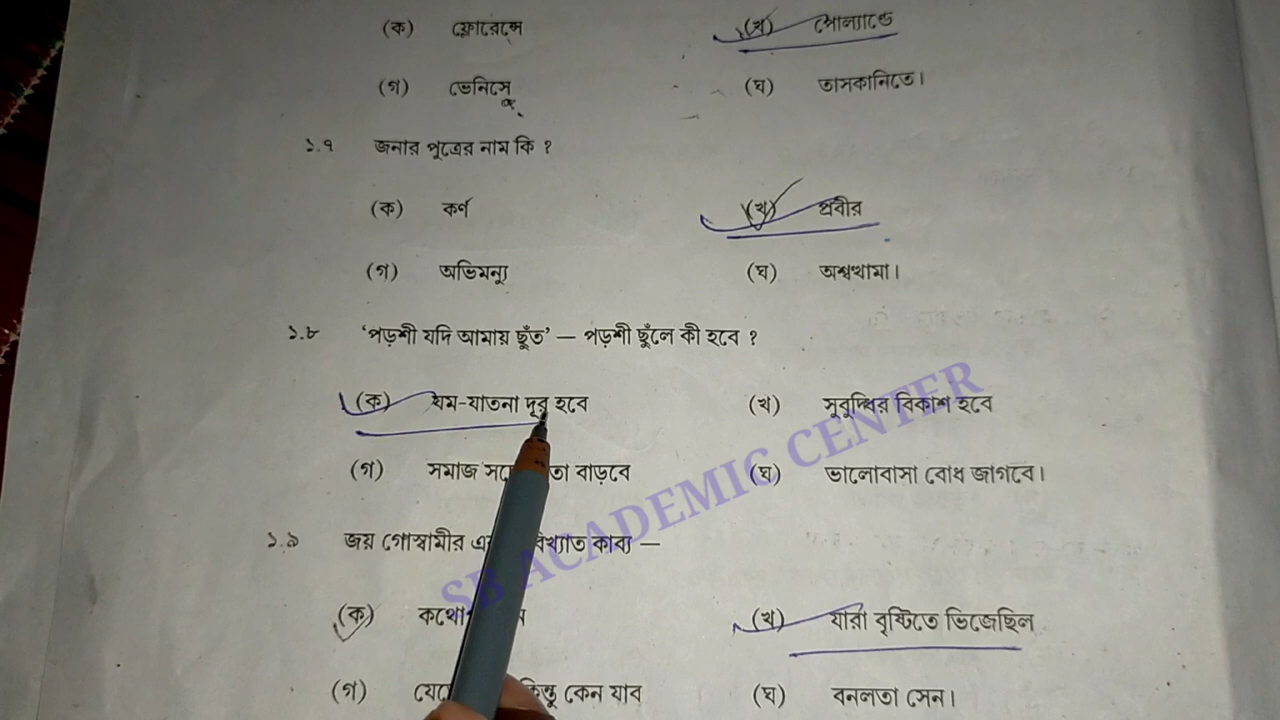 (ক) ফ্লোরেন্সে (খ) পোল্যান্ডে
(গ) ভেনিসে (ঘ) তাসকানিতে।
১.৭ জনার পুত্রের নাম কি ?
(ক) কর্ণ (খ) প্রবীর
(গ) অভিমন্যু (ঘ) অশ্বত্থামা।
১.৮ ‘পড়শী যদি আমায় ছুঁত’ — পড়শী ছুঁলে কী হবে ?
(ক) যম-যাতনা দূর হবে (খ) সুবুদ্ধির বিকাশ হবে
(গ) সমাজ বাড়বে (ঘ) ভালোবাসা বোধ জাগবে।
১.৯ জয় গোস্বামীর বিখ্যাত কাব্য —
(ক) (খ) যারা বৃষ্টিতে ভিজেছিল
(গ) কিন্তু কেন যাব (ঘ) বনলতা সেন।
SB ACADEMIC CENTER